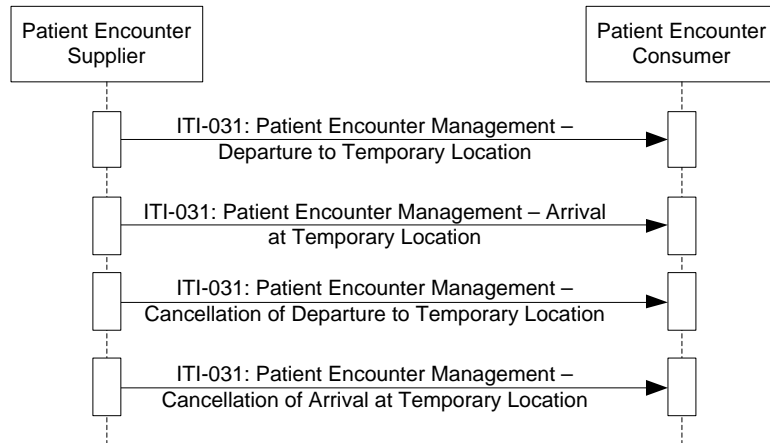 Patient Encounter
Supplier
Patient Encounter
Consumer
ITI-031: Patient Encounter Management –
Departure to Temporary Location
ITI-031: Patient Encounter Management – Arrival
at Temporary Location
ITI-031: Patient Encounter Management –
Cancellation of Departure to Temporary Location
ITI-031: Patient Encounter Management –
Cancellation of Arrival at Temporary Location